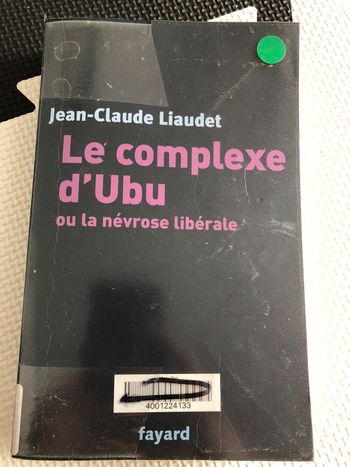 Jean-Claude Liaudet
Le complexe
d'Ubu
ou la névrose libérale
4001224133
fayard